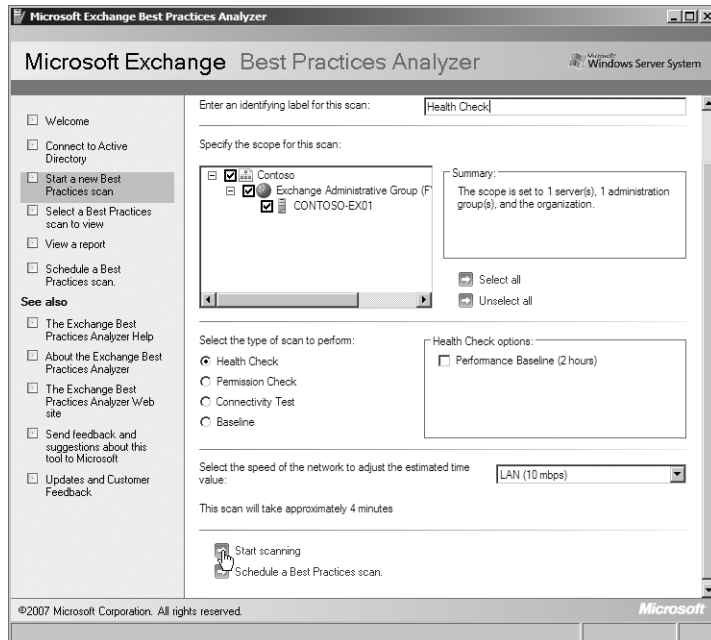 Microsoft Exchange Best Practices Analyzer
Microsoft Exchange Best Practices Analyzer
Microsoft
Windows Server System
Welcome
Connect to Active
Directory
Start a new Best
Practices scan
Select a Best Practices
scan to view
View a report
Schedule a Best
Practices scan.
See also
The Exchange Best
Practices Analyzer Help
About the Exchange Best
Practices Analyzer
The Exchange Best
Practices Analyzer Web
site
Send feedback and
suggestions about this
tool to Microsoft
Updates and Customer
Feedback
Enter an identifying label for this scan:
Health Check
Specify the scope for this scan:
Contoso
Exchange Administrative Group (F
CONTOSO-EX01
Summary:
The scope is set to 1 server(s), 1 administration
group(s), and the organization.
Select all
Unselect all
Select the type of scan to perform:
Health Check
Permission Check
Connectivity Test
Baseline
Health Check options:
Performance Baseline (2 hours)
Select the speed of the network to adjust the estimated time
value:
LAN (10 mbps)
This scan will take approximately 4 minutes
Start scanning
Schedule a Best Practices scan.
©2007 Microsoft Corporation. All rights reserved.
Microsoft